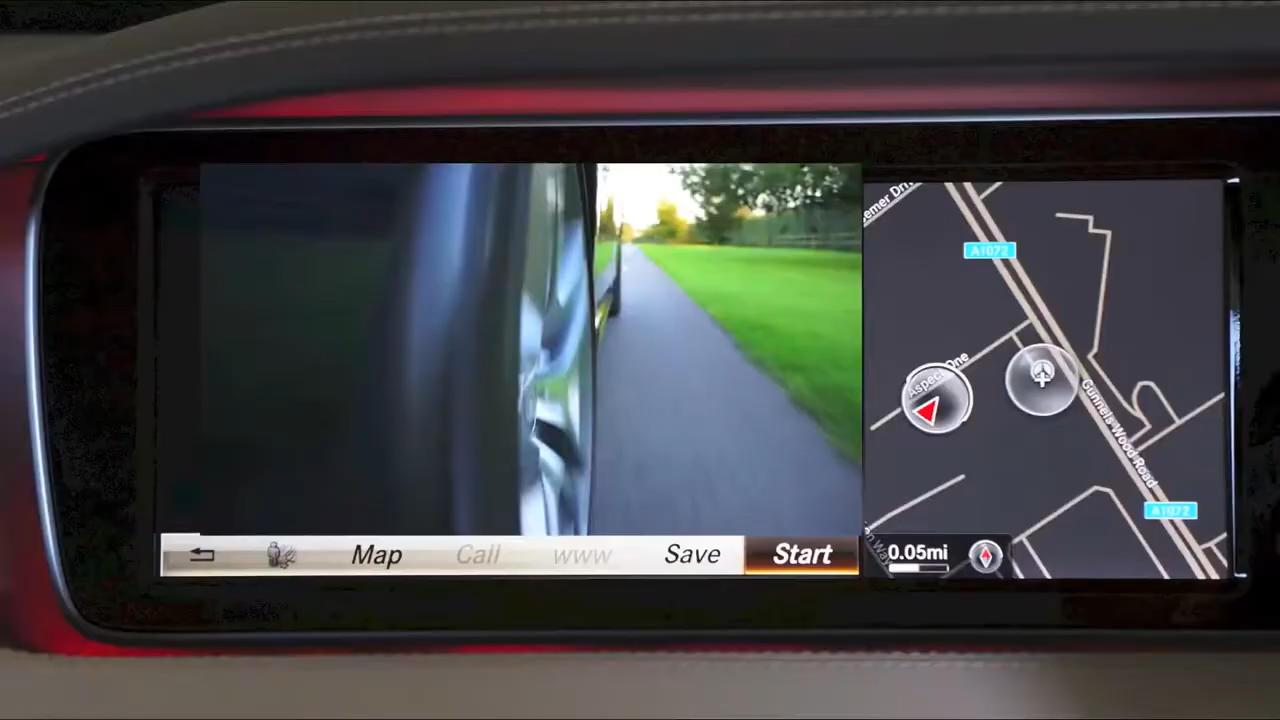 Map Call www Save Start
A1072
Aspect One
Gunnels Wood Road
A1072
0.05mi